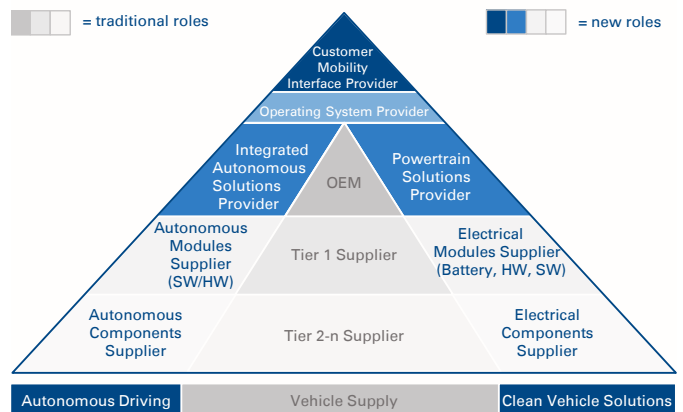 = traditional roles
= new roles
Customer
Mobility
Interface Provider
Operating System Provider
Integrated
Autonomous
Solutions
Provider
OEM
Powertrain
Solutions
Provider
Autonomous
Modules
Supplier
(SW/HW)
Tier 1 Supplier
Electrical
Modules Supplier
(Battery, HW, SW)
Autonomous
Components
Supplier
Tier 2-n Supplier
Electrical
Components
Supplier
Autonomous Driving
Vehicle Supply
Clean Vehicle Solutions